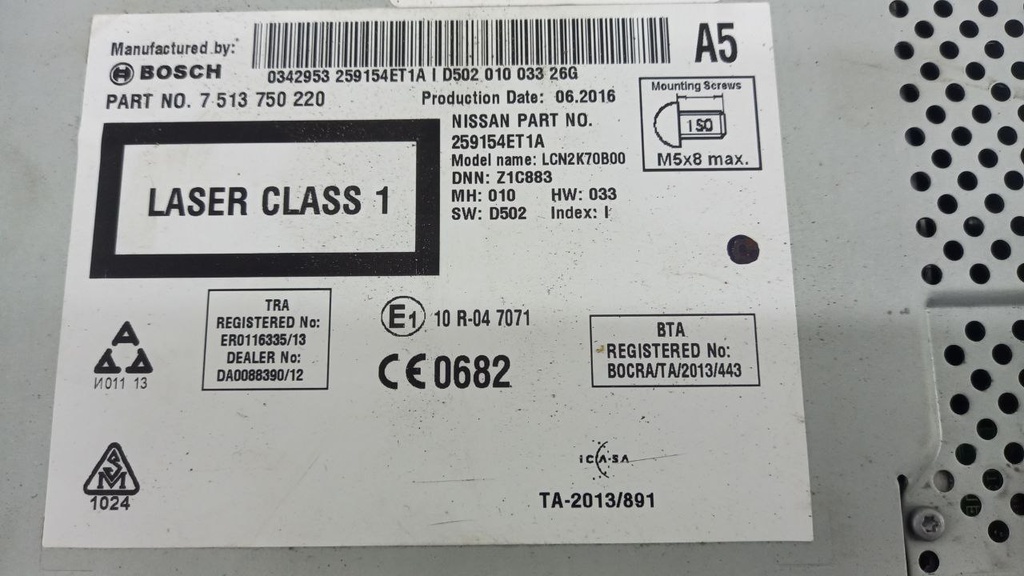 Manufactured by:
BOSCH
0342953 259154ET1A I D502 010 033 26G
A5
PART NO. 7 513 750 220
Production Date: 06.2016
NISSAN PART NO.
259154ET1A
Model name: LCN2K70B00
DNN: Z1C883
MH: 010 HW: 033
SW: D502 Index: I
Mounting Screws
ISO
M5x8 max.
LASER CLASS 1
TRA
REGISTERED No:
ER0116335/13
DEALER No:
DA0088390/12
E1 10 R-04 7071
CE 0682
BTA
REGISTERED No:
BOCRA/TA/2013/443
И011 13
1024
ICASA
TA-2013/891